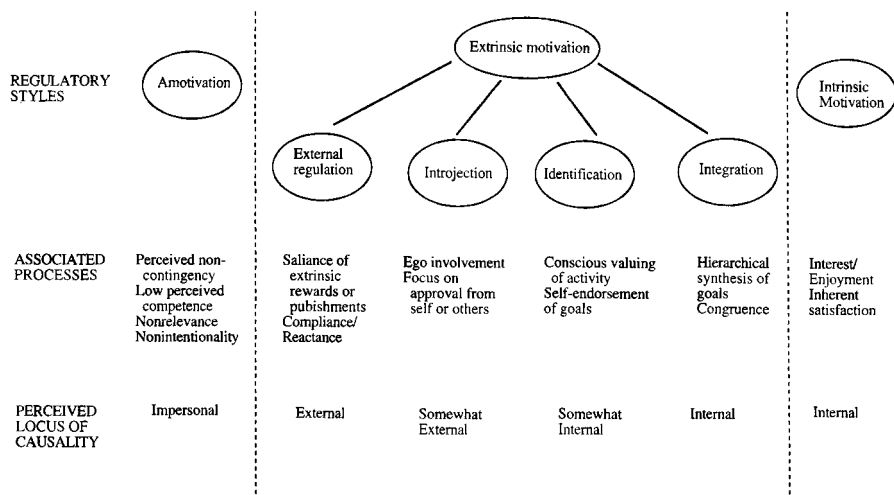 Extrinsic motivation
REGULATORY
STYLES
Amotivation
Intrinsic
Motivation
External
regulation
Introjection
Identification
Integration
ASSOCIATED
PROCESSES
Perceived non-
contingency
Low perceived
competence
Nonrelevance
Nonintentionality
Saliance of
extrinsic
rewards or
pubishments
Compliance/
Reactance
Ego involvement
Focus on
approval from
self or others
Conscious valuing
of activity
Self-endorsement
of goals
Hierarchical
synthesis of
goals
Congruence
Interest/
Enjoyment
Inherent
satisfaction
PERCEIVED
LOCUS OF
CAUSALITY
Impersonal
External
Somewhat
External
Somewhat
Internal
Internal
Internal